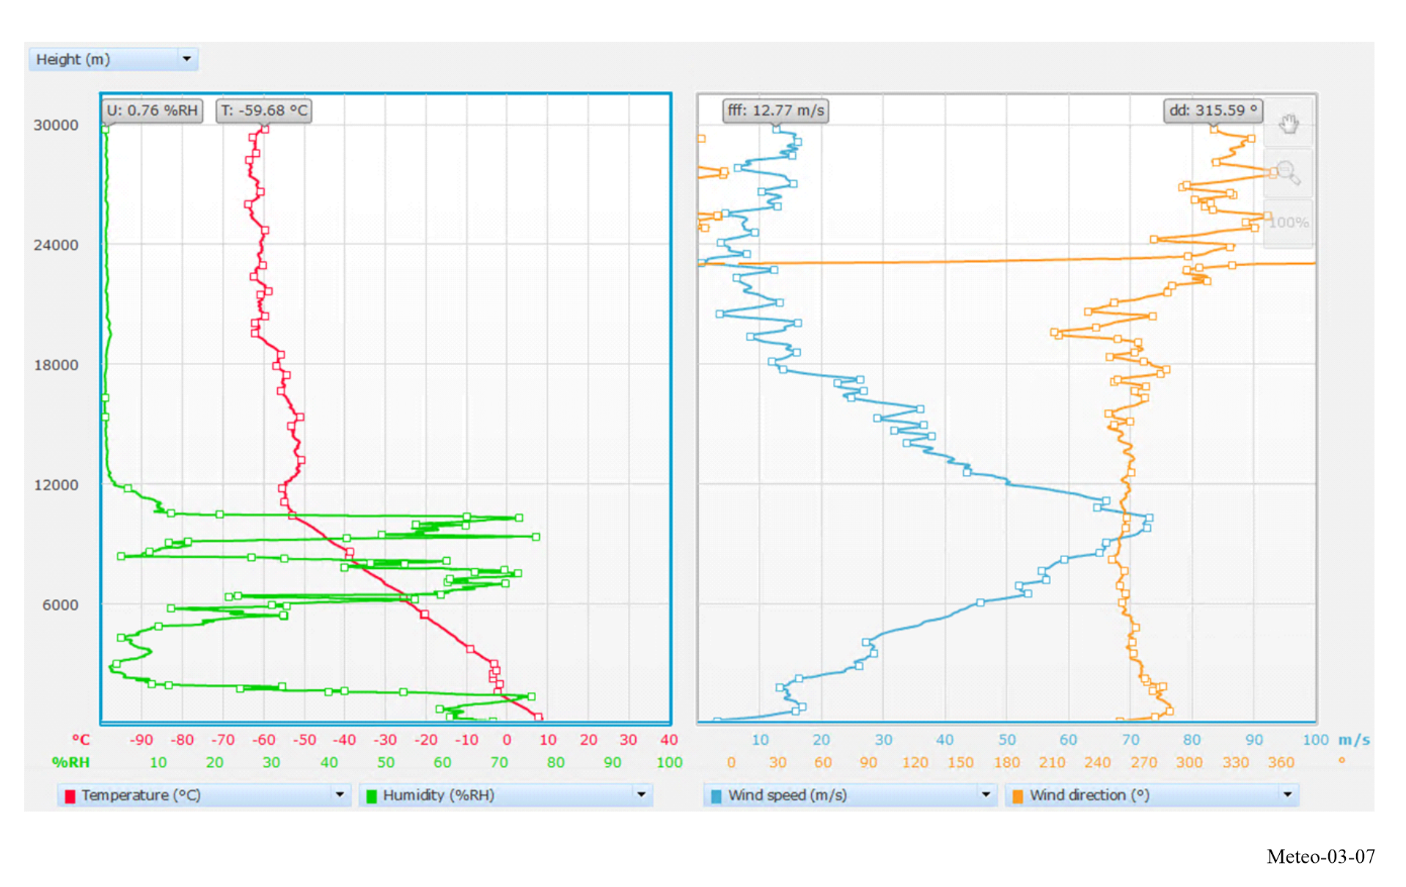 Height (m)
U: 0.76 %RH T: -59.68 °C fff: 12.77 m/s dd: 315.59 °
30000
24000
100%
18000
12000
6000
°C -90 -80 -70 -60 -50 -40 -30 -20 -10 0 10 20 30 40 10 20 30 40 50 60 70 80 90 100 m/s
%RH 10 20 30 40 50 60 70 80 90 100 0 30 60 90 120 150 180 210 240 270 300 330 360 °
Temperature (°C) Humidity (%RH) Wind speed (m/s) Wind direction (°)
Meteo-03-07